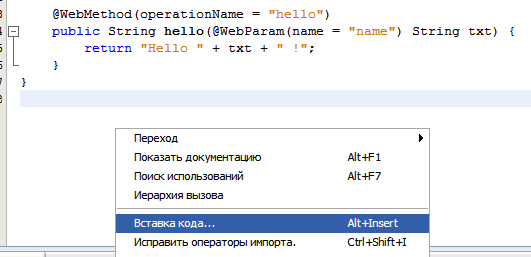 @WebMethod(operationName = "hello")
public String hello(@WebParam(name = "name") String txt) {
return "Hello " + txt + " !";
}
}
Переход
Показать документацию Alt+F1
Поиск использований Alt+F7
Иерархия вызова
Вставка кода... Alt+Insert
Исправить операторы импорта. Ctrl+Shift+I